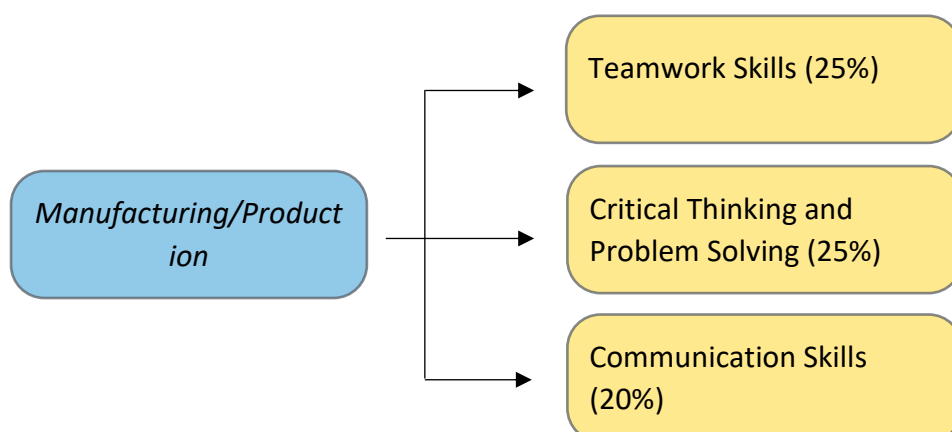 Teamwork Skills (25%)
Manufacturing/Product
ion
Critical Thinking and
Problem Solving (25%)
Communication Skills
(20%)